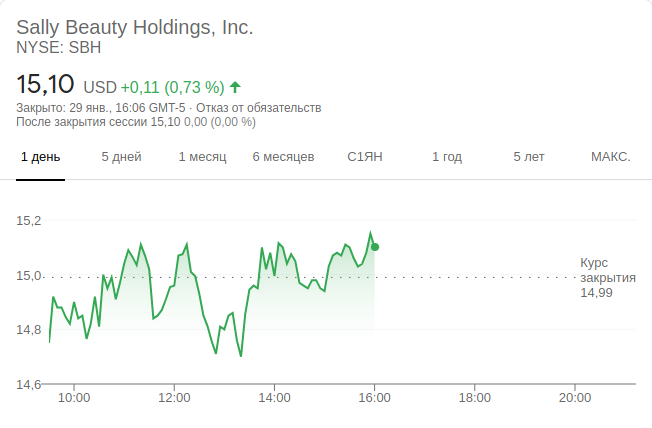 Sally Beauty Holdings, Inc.
NYSE: SBH
15,10 USD +0,11 (0,73 %)
Закрыто: 29 янв., 16:06 GMT-5 · Отказ от обязательств
После закрытия сессии 15,10 0,00 (0,00 %)
1 день 5 дней 1 месяц 6 месяцев С1ЯН 1 год 5 лет МАКС.
15,2
15,0
14,8
14,6
Курс
закрытия
14,99
10:00 12:00 14:00 16:00 18:00 20:00